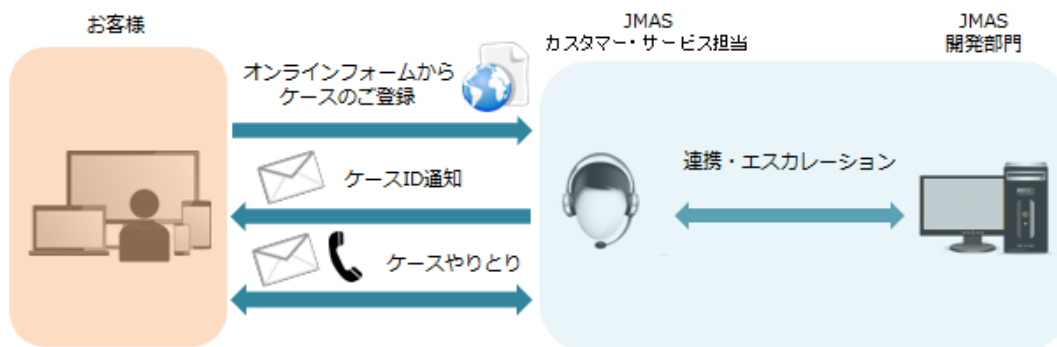 お客様
JMAS
カスタマー・サービス担当
JMAS
開発部門
オンラインフォームから
ケースのご登録
ケースID通知
ケースやりとり
連携・エスカレーション